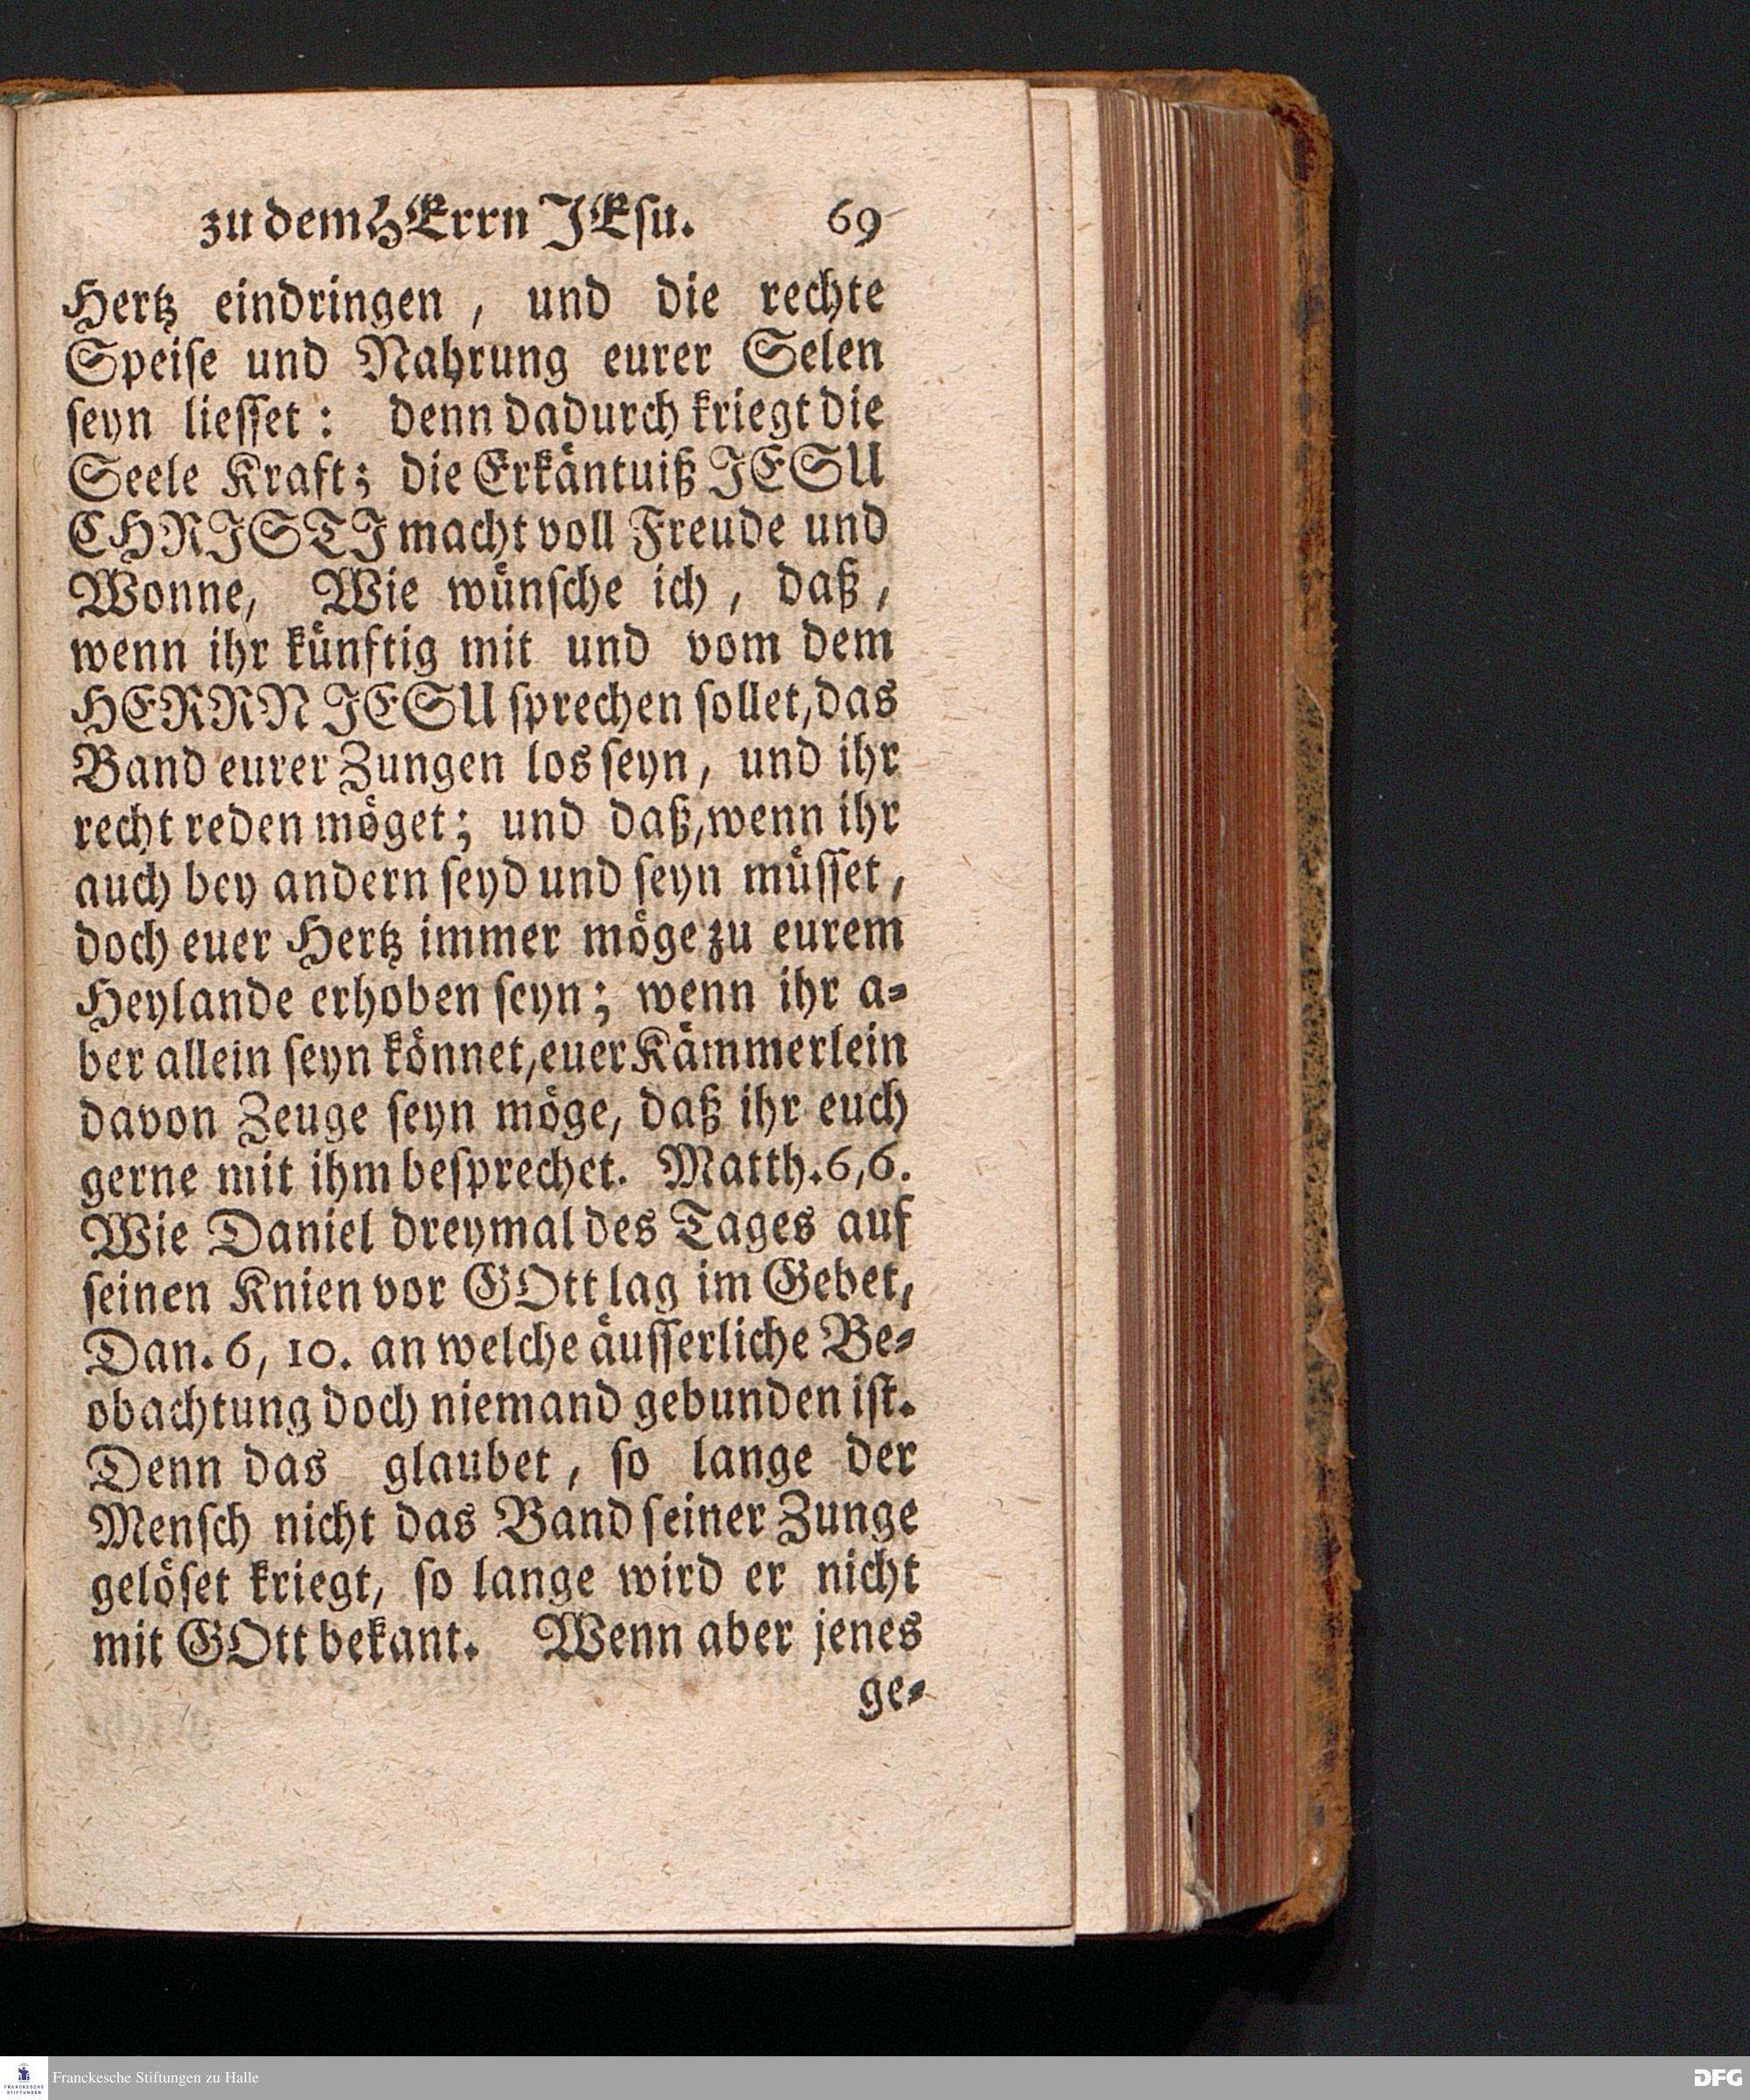 zu dem HErrn JEsu. 69
Hertz eindringen, und die rechte
Speiſe und Nahrung eurer Selen
ſeyn lieſſet: denn dadurch kriegt die
Seele Kraft; die Erkäntuiß JESU
CHRISTJ macht voll Freude und
Wonne, Wie wünſche ich, daß,
wenn ihr künftig mit und vom dem
HERRN JESU ſprechen ſollet, das
Band eurer Zungen los ſeyn, und ihr
recht reden möget; und daß, wenn ihr
auch bey andern ſeyd und ſeyn müſſet,
doch euer Hertz immer möge zu eurem
Heylande erhoben ſeyn; wenn ihr a-
ber allein ſeyn könnet, euer Kämmerlein
davon Zeuge ſeyn möge, daß ihr euch
gerne mit ihm beſprechet. Matth. 6, 6.
Wie Daniel dreymal des Tages auf
ſeinen Knien vor GOtt lag im Gebet,
Dan. 6, 10. an welche äuſſerliche Be-
obachtung doch niemand gebunden iſt.
Denn das glaubet, ſo lange der
Menſch nicht das Band ſeiner Zunge
gelöſet kriegt, ſo lange wird er nicht
mit GOtt bekant. Wenn aber jenes
ge-
FRANCKESCHE
STIFTUNGEN
Franckesche Stiftungen zu Halle
DFG